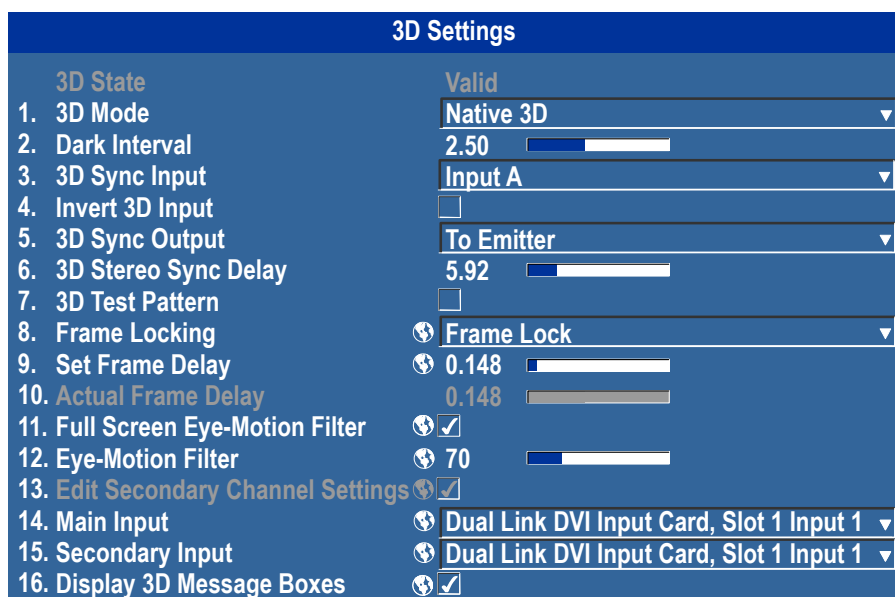 3D Settings
3D State Valid
1. 3D Mode Native 3D
2. Dark Interval 2.50
3. 3D Sync Input Input A
4. Invert 3D Input
5. 3D Sync Output To Emitter
6. 3D Stereo Sync Delay 5.92
7. 3D Test Pattern
8. Frame Locking Frame Lock
9. Set Frame Delay 0.148
10. Actual Frame Delay 0.148
11. Full Screen Eye-Motion Filter
12. Eye-Motion Filter 70
13. Edit Secondary Channel Settings
14. Main Input Dual Link DVI Input Card, Slot 1 Input 1
15. Secondary Input Dual Link DVI Input Card, Slot 1 Input 1
16. Display 3D Message Boxes